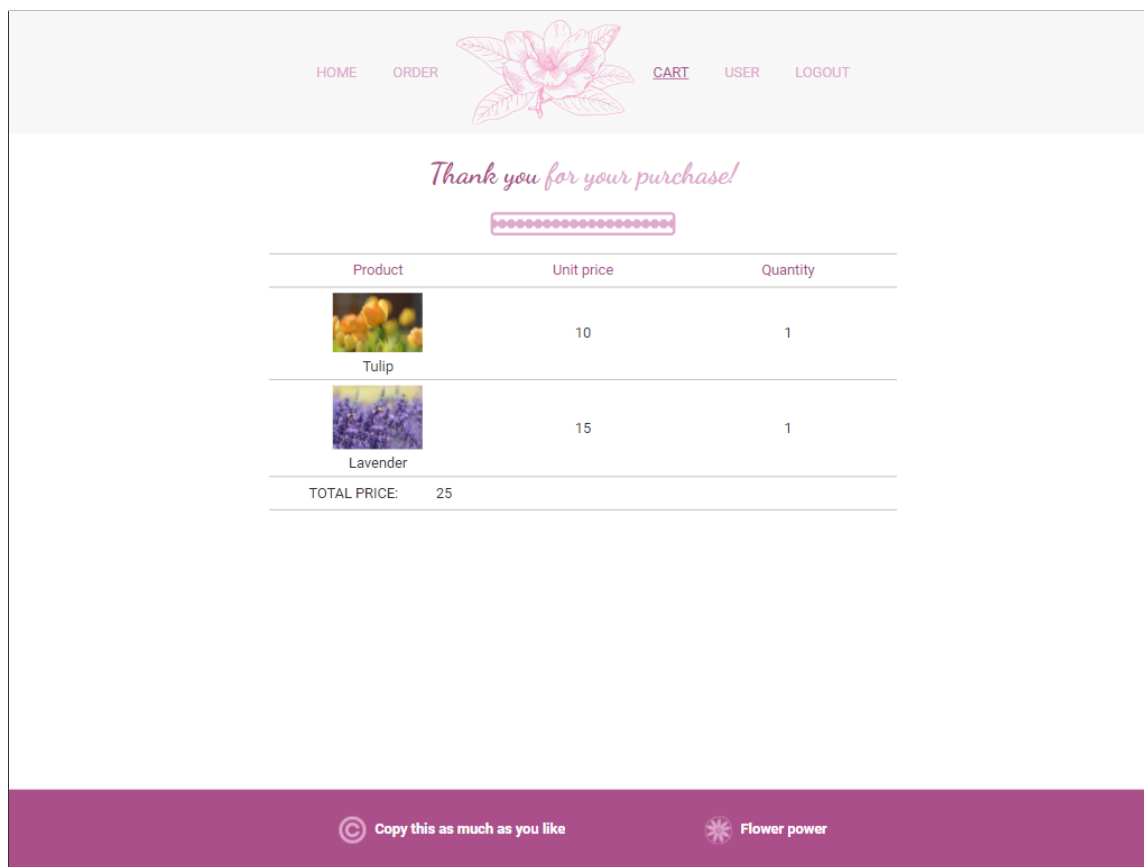 HOME ORDER CART USER LOGOUT
Thank you for your purchase!
Product Unit price Quantity
10 1
Tulip
15 1
Lavender
TOTAL PRICE: 25
© Copy this as much as you like Flower power